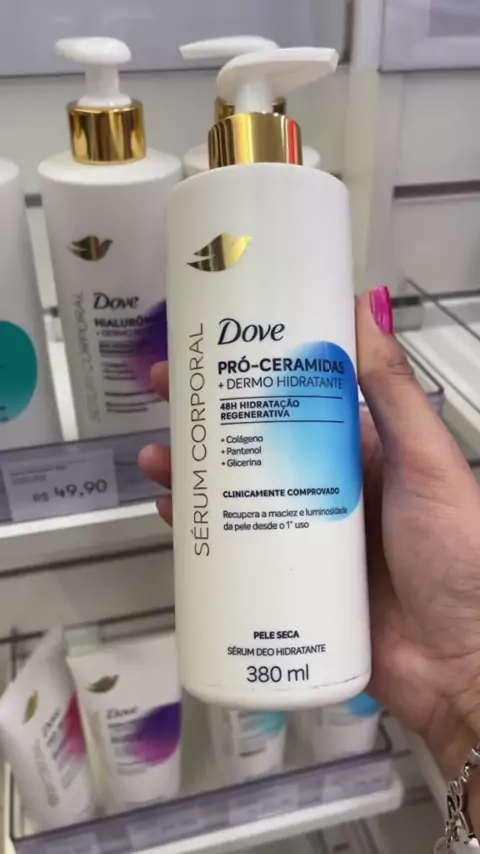 Dove
PRÓ-CERAMIDAS
+ DERMO HIDRATANTE
48H HIDRATAÇÃO
REGENERATIVA
+ Colágeno
+ Pantenol
+ Glicerina
CLINICAMENTE COMPROVADO
Recupera a maciez e luminosidade
da pele desde o 1° uso
SÉRUM CORPORAL
PELE SECA
SÉRUM DEO HIDRATANTE
380 ml
Dove
SÉRUM CORPORAL
R$ 49,90
Dove
Dove